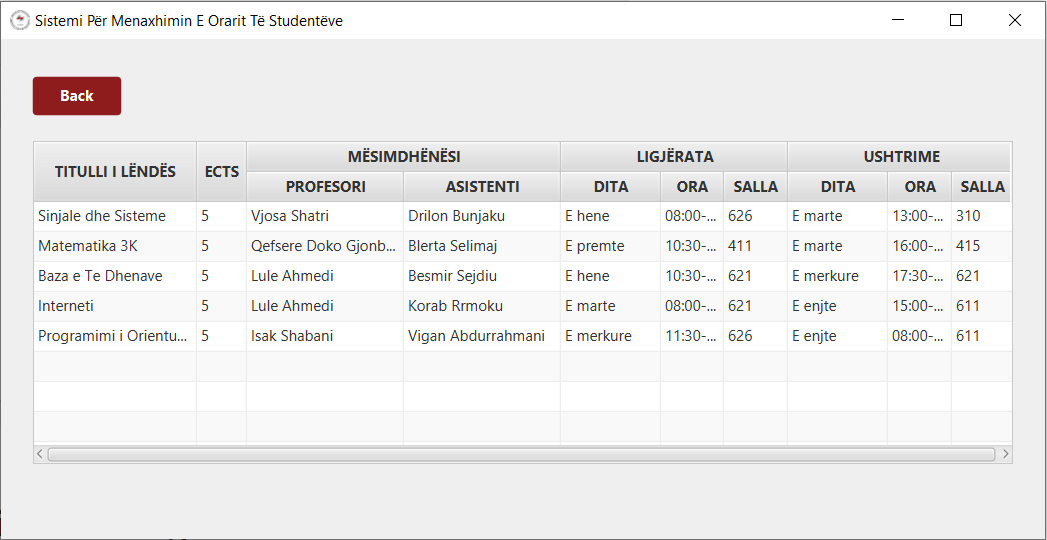 Sistemi Për Menaxhimin E Orarit Të Studentëve
Back
TITULLI I LËNDËS ECTS MËSIMDHËNËSI LIGJËRATA USHTRIME
PROFESORI ASISTENTI DITA ORA SALLA DITA ORA SALLA
Sinjale dhe Sisteme 5 Vjosa Shatri Drilon Bunjaku E hene 08:00-... 626 E marte 13:00-... 310
Matematika 3K 5 Qefsere Doko Gjonb... Blerta Selimaj E premte 10:30-... 411 E marte 16:00-... 415
Baza e Te Dhenave 5 Lule Ahmedi Besmir Sejdiu E hene 10:30-... 621 E merkure 17:30-... 621
Interneti 5 Lule Ahmedi Korab Rrmoku E marte 08:00-... 621 E enjte 15:00-... 611
Programimi i Orientu... 5 Isak Shabani Vigan Abdurrahmani E merkure 11:30-... 626 E enjte 08:00-... 611